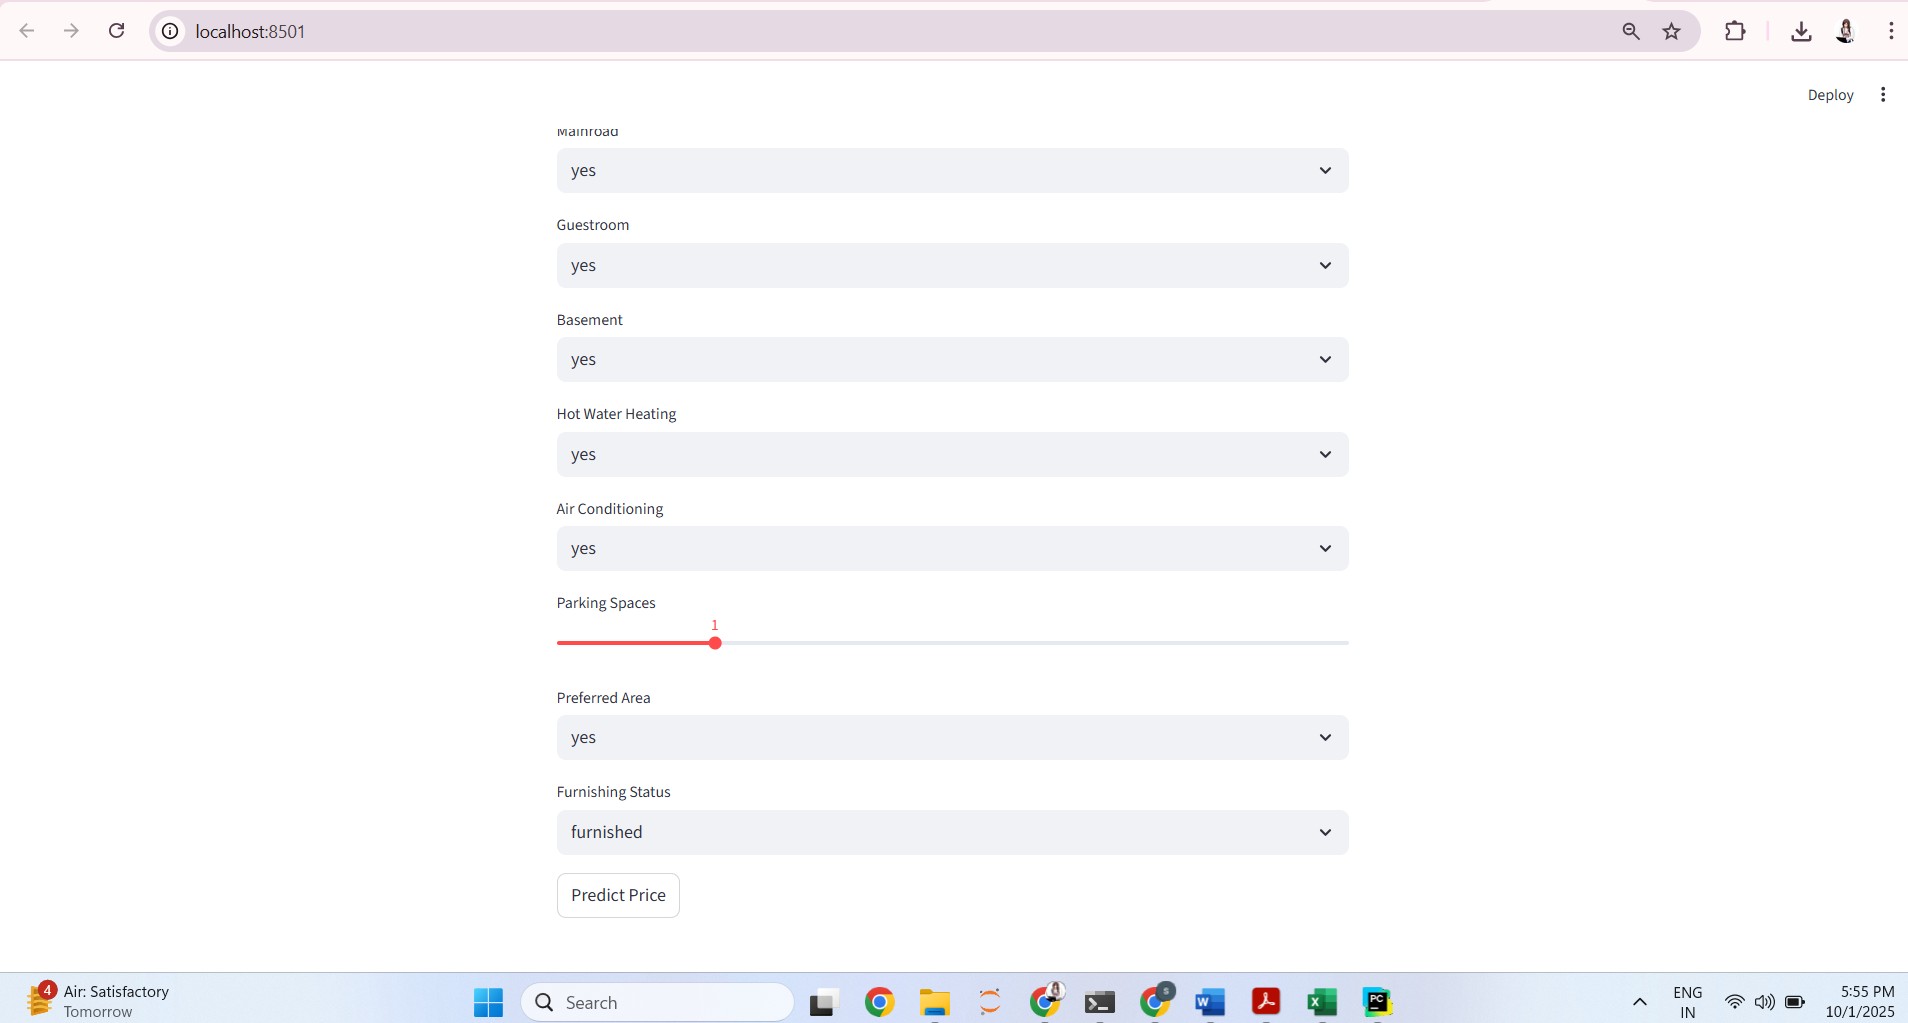 localhost:8501
Deploy
Mainroad
yes
Guestroom
yes
Basement
yes
Hot Water Heating
yes
Air Conditioning
yes
Parking Spaces
1
Preferred Area
yes
Furnishing Status
furnished
Predict Price
4
Air: Satisfactory
Tomorrow
Search
S
W
X
PC
ENG
IN
5:55 PM
10/1/2025